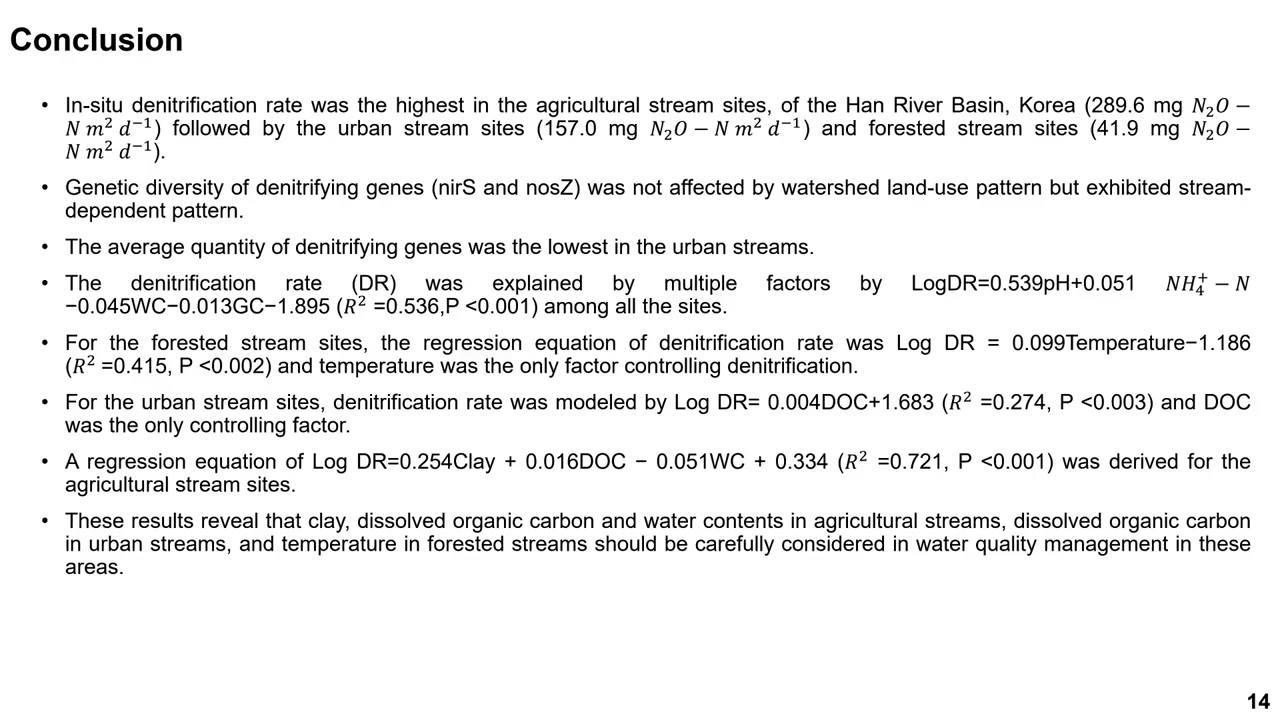 Conclusion
• In-situ denitrification rate was the highest in the agricultural stream sites, of the Han River Basin, Korea (289.6 mg N₂O −
N m² d⁻¹) followed by the urban stream sites (157.0 mg N₂O − N m² d⁻¹) and forested stream sites (41.9 mg N₂O −
N m² d⁻¹).
• Genetic diversity of denitrifying genes (nirS and nosZ) was not affected by watershed land-use pattern but exhibited stream-
dependent pattern.
• The average quantity of denitrifying genes was the lowest in the urban streams.
• The denitrification rate (DR) was explained by multiple factors by LogDR=0.539pH+0.051 NH₄⁺ − N
−0.045WC−0.013GC−1.895 (R² =0.536,P <0.001) among all the sites.
• For the forested stream sites, the regression equation of denitrification rate was Log DR = 0.099Temperature−1.186
(R² =0.415, P <0.002) and temperature was the only factor controlling denitrification.
• For the urban stream sites, denitrification rate was modeled by Log DR= 0.004DOC+1.683 (R² =0.274, P <0.003) and DOC
was the only controlling factor.
• A regression equation of Log DR=0.254Clay + 0.016DOC − 0.051WC + 0.334 (R² =0.721, P <0.001) was derived for the
agricultural stream sites.
• These results reveal that clay, dissolved organic carbon and water contents in agricultural streams, dissolved organic carbon
in urban streams, and temperature in forested streams should be carefully considered in water quality management in these
areas.
14